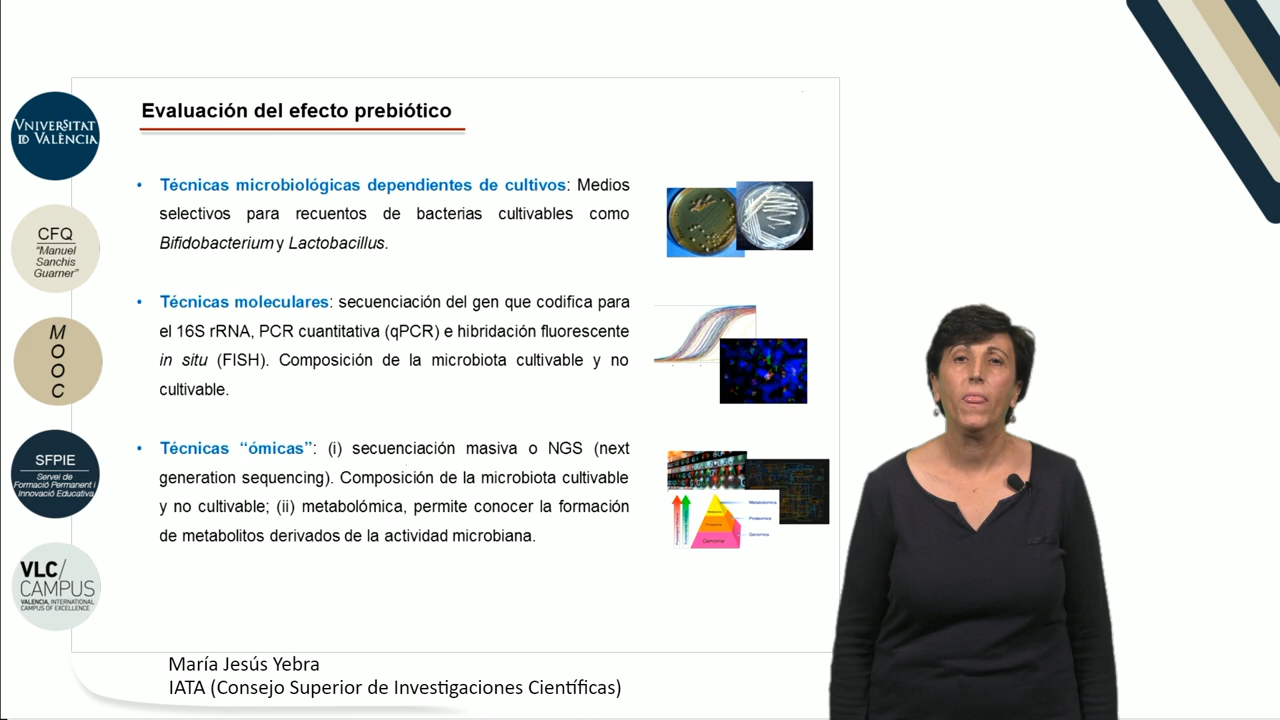 Evaluación del efecto prebiótico
• Técnicas microbiológicas dependientes de cultivos: Medios
selectivos para recuentos de bacterias cultivables como
Bifidobacterium y Lactobacillus.
• Técnicas moleculares: secuenciación del gen que codifica para
el 16S rRNA, PCR cuantitativa (qPCR) e hibridación fluorescente
in situ (FISH). Composición de la microbiota cultivable y no
cultivable.
• Técnicas “ómicas”: (i) secuenciación masiva o NGS (next
generation sequencing). Composición de la microbiota cultivable
y no cultivable; (ii) metabolómica, permite conocer la formación
de metabolitos derivados de la actividad microbiana.
Metabolomics
Proteomics
Genomics
Genome
VNIVERSITAT
ID VALÈNCIA
CFQ
“Manuel
Sanchis
Guarner”
M
O
O
C
SFPIE
Servei de
Formació Permanent i
Innovació Educativa
VLC/
CAMPUS
VALENCIA, INTERNATIONAL
CAMPUS OF EXCELLENCE
María Jesús Yebra
IATA (Consejo Superior de Investigaciones Científicas)